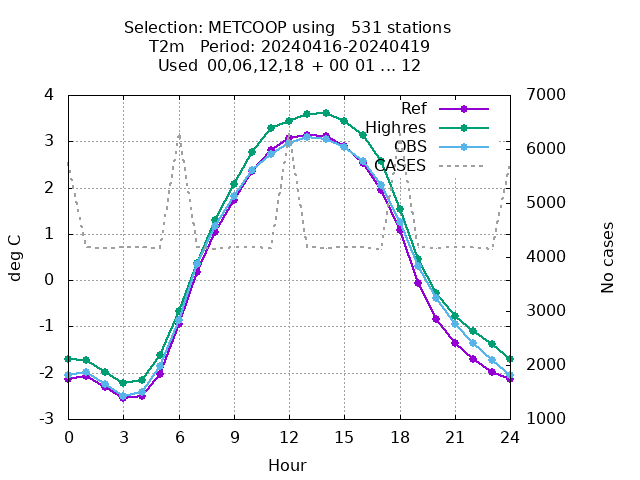 Selection: METCOOP using 531 stations
T2m Period: 20240416-20240419
Used 00,06,12,18 + 00 01 ... 12
4
3
2
1
0
-1
-2
-3
deg C
7000
6000
5000
4000
3000
2000
1000
No cases
Ref
Highres
OBS
CASES
0 3 6 9 12 15 18 21 24
Hour